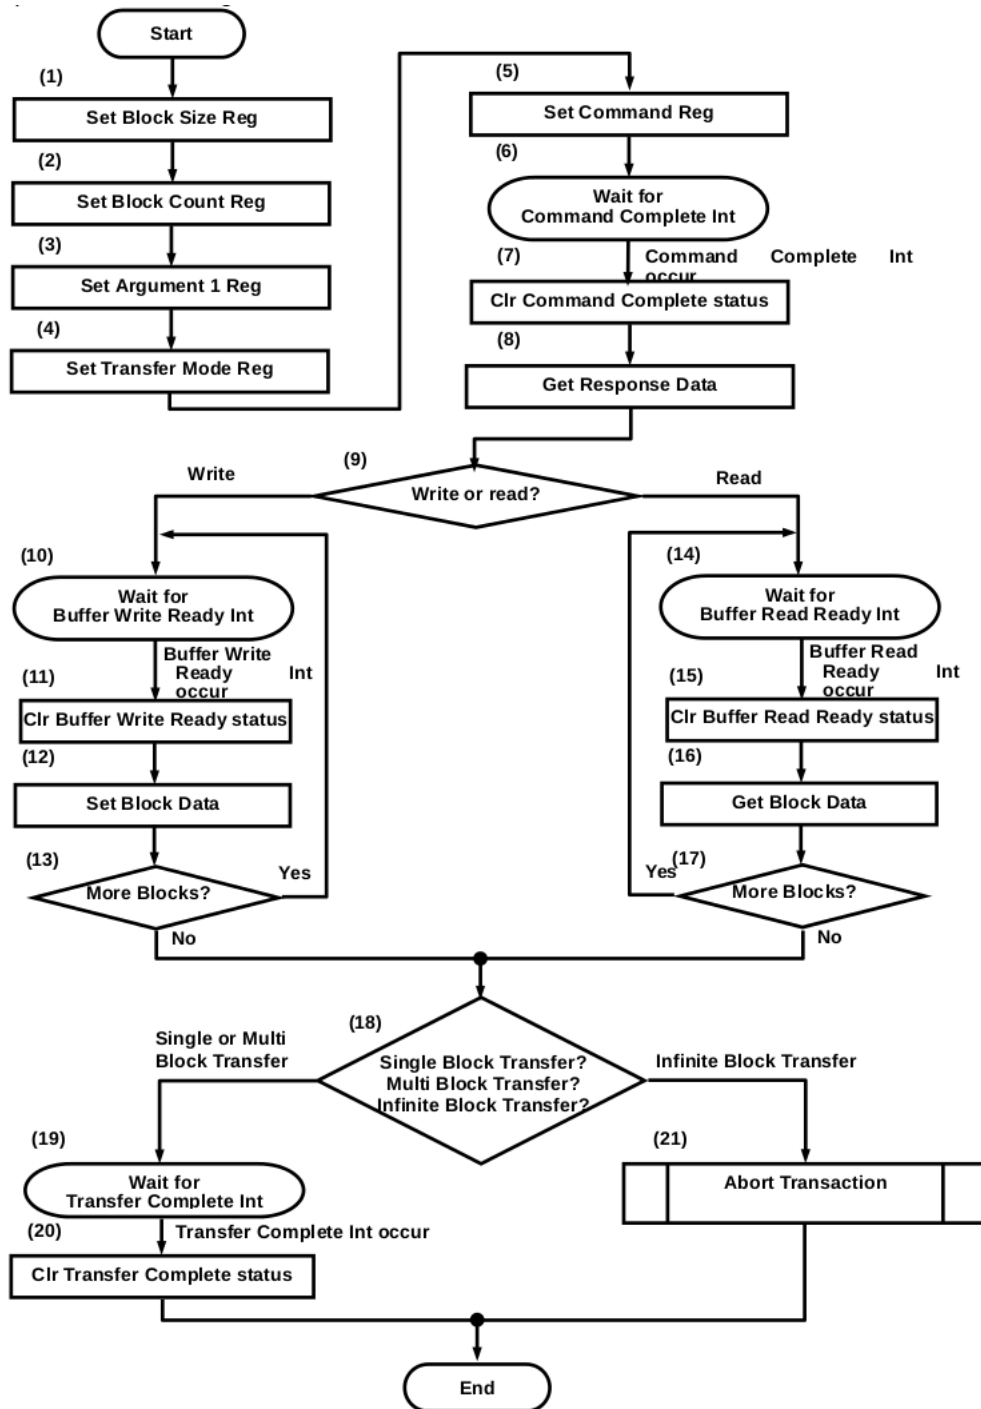 Start
(1)
Set Block Size Reg
(2)
Set Block Count Reg
(3)
Set Argument 1 Reg
(4)
Set Transfer Mode Reg
(5)
Set Command Reg
(6)
Wait for
Command Complete Int
(7)
Command Complete Int
occur
Clr Command Complete status
(8)
Get Response Data
(9)
Write or read?
Write
Read
(10)
Wait for
Buffer Write Ready Int
Buffer Write
Ready Int
occur
(11)
Clr Buffer Write Ready status
(12)
Set Block Data
(13)
More Blocks?
Yes
No
(14)
Wait for
Buffer Read Ready Int
Buffer Read
Ready Int
occur
(15)
Clr Buffer Read Ready status
(16)
Get Block Data
(17)
More Blocks?
Yes
No
(18)
Single Block Transfer?
Multi Block Transfer?
Infinite Block Transfer?
Single or Multi
Block Transfer
Infinite Block Transfer
(19)
Wait for
Transfer Complete Int
(20)
Transfer Complete Int occur
Clr Transfer Complete status
(21)
Abort Transaction
End